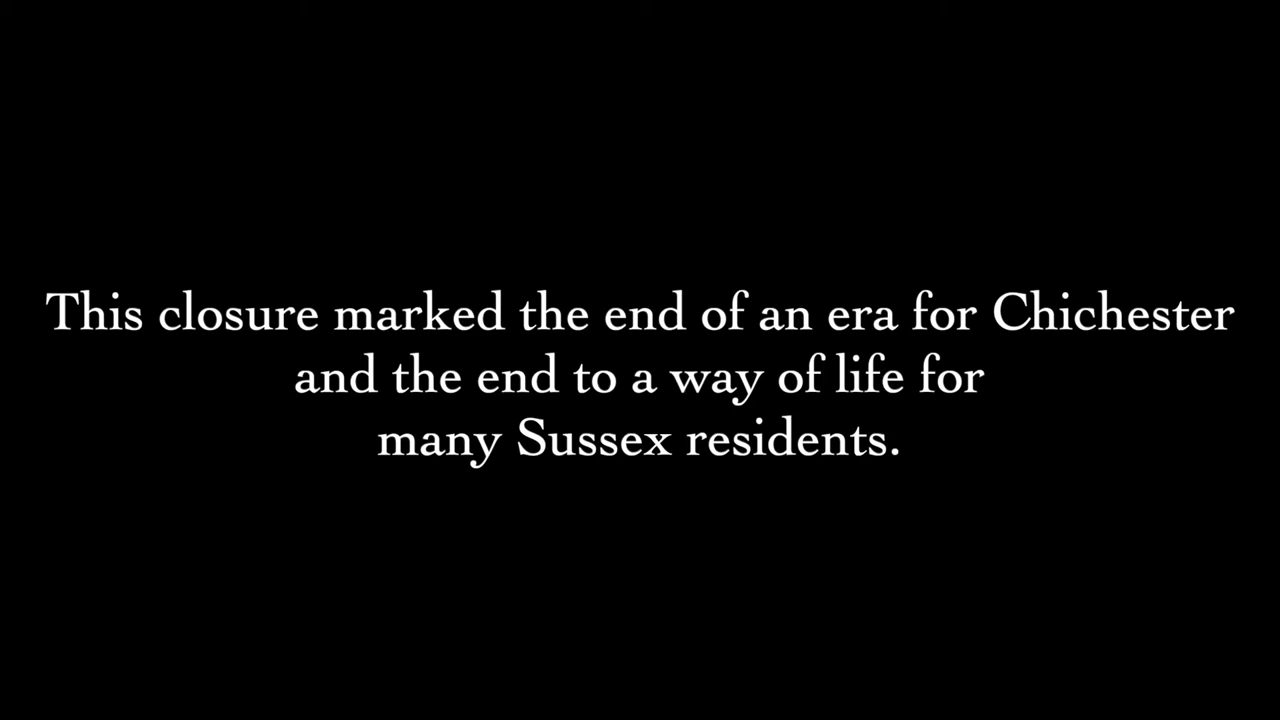 This closure marked the end of an era for Chichester
and the end to a way of life for
many Sussex residents.